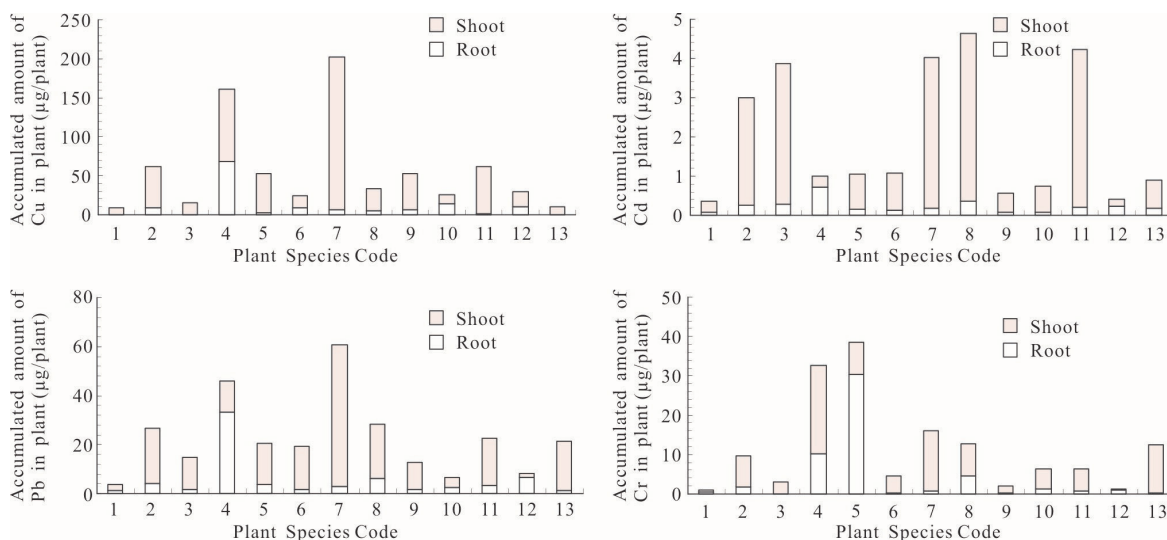 Accumulated amount of
Cu in plant (µg/plant)
250
200
150
100
50
0
Shoot
Root
1 2 3 4 5 6 7 8 9 10 11 12 13
Plant Species Code
Accumulated amount of
Cd in plant (µg/plant)
5
4
3
2
1
0
Shoot
Root
1 2 3 4 5 6 7 8 9 10 11 12 13
Plant Species Code
Accumulated amount of
Pb in plant (µg/plant)
80
60
40
20
0
Shoot
Root
1 2 3 4 5 6 7 8 9 10 11 12 13
Plant Species Code
Accumulated amount of
Cr in plant (µg/plant)
50
40
30
20
10
0
Shoot
Root
1 2 3 4 5 6 7 8 9 10 11 12 13
Plant Species Code